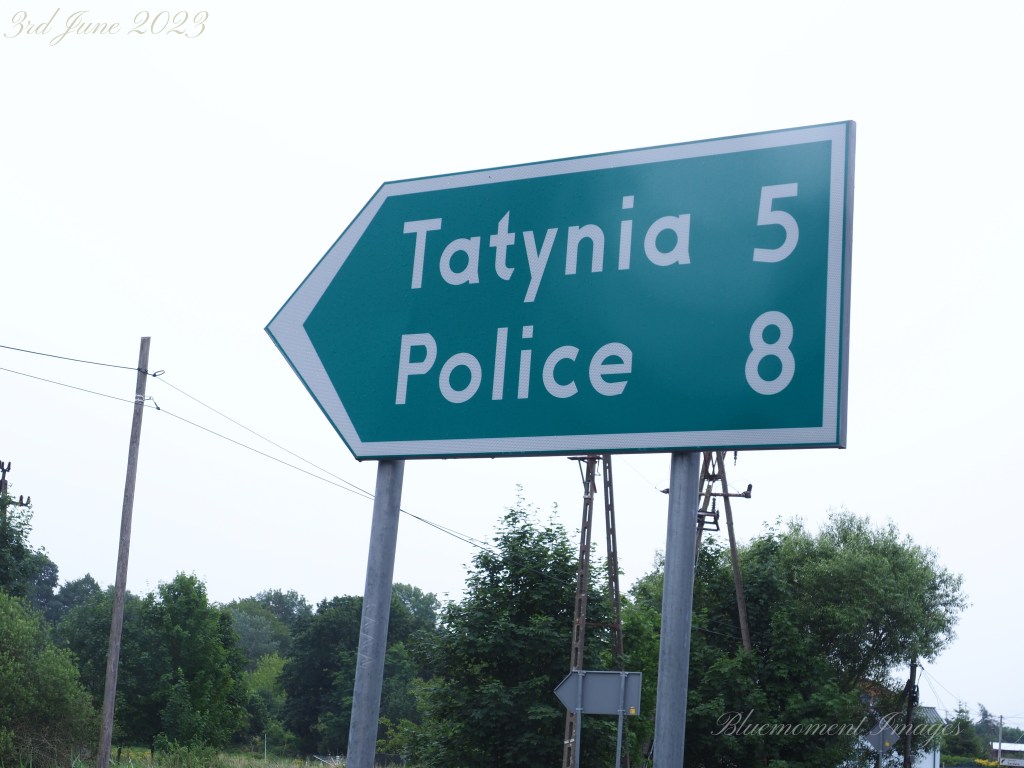 3rd June 2023
Tatynia 5
Police 8
Bluemoment Images